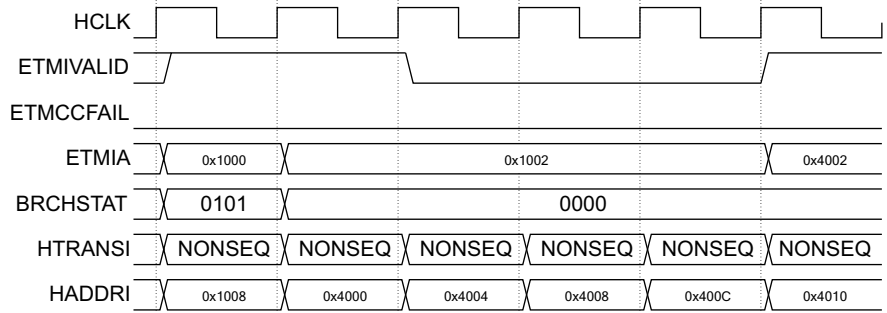 HCLK
ETMIVALID
ETMCCFAIL
ETMIA 0x1000 0x1002 0x4002
BRCHSTAT 0101 0000
HTRANSI NONSEQ NONSEQ NONSEQ NONSEQ NONSEQ NONSEQ
HADDRI 0x1008 0x4000 0x4004 0x4008 0x400C 0x4010